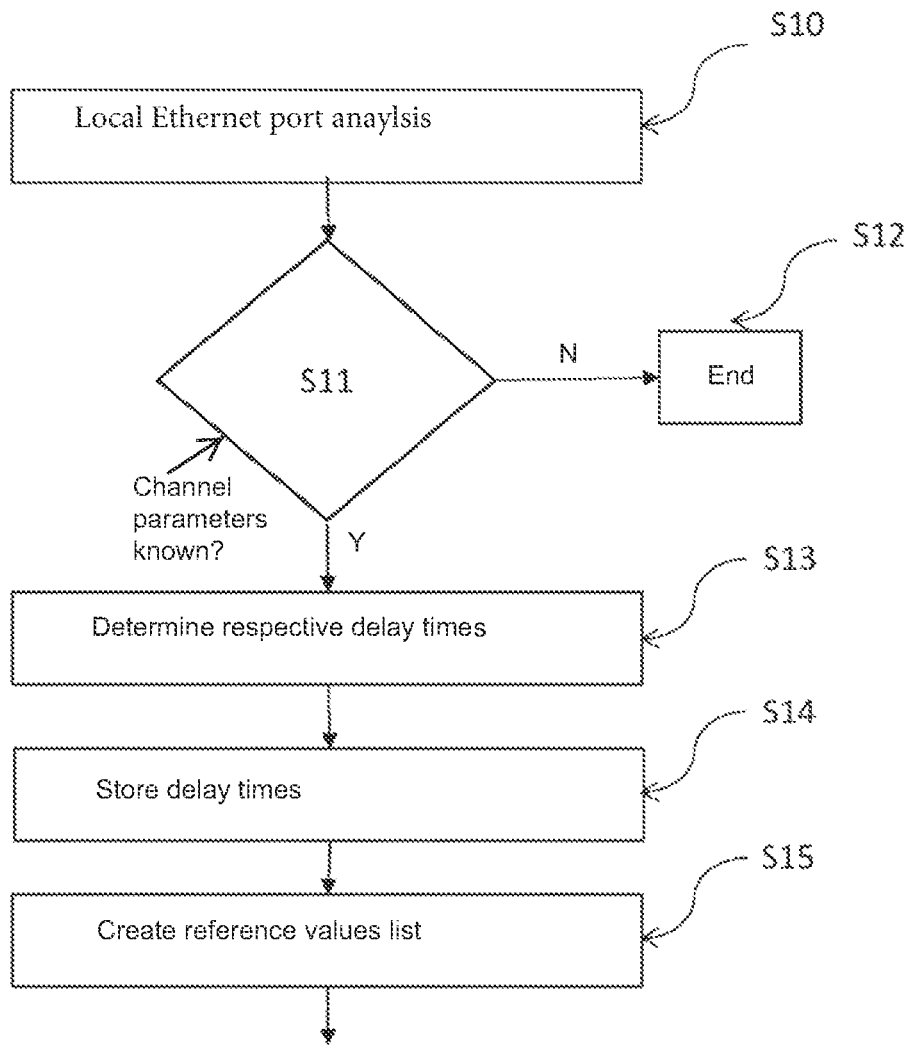 S10
Local Ethernet port anaylsis
S12
S11
N
End
Channel
parameters
known?
Y
S13
Determine respective delay times
S14
Store delay times
S15
Create reference values list